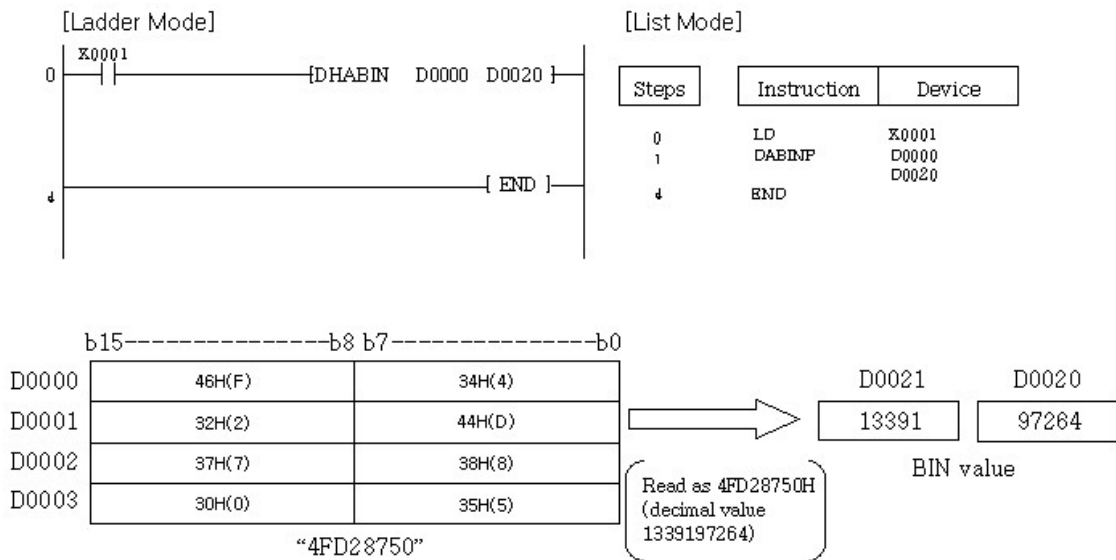 [Ladder Mode]
[List Mode]
X0001
0
[DHABIN D0000 D0020]
4
[ END ]
Steps
Instruction
Device
0 LD X0001
1 DABINP D0000
D0020
4 END
b15--------------b8 b7--------------b0
D0000 46H(F) 34H(4)
D0001 32H(2) 44H(D)
D0002 37H(7) 38H(8)
D0003 30H(0) 35H(5)
“4FD28750”
Read as 4FD28750H
(decimal value
1339197264)
D0021 D0020
13391 97264
BIN value